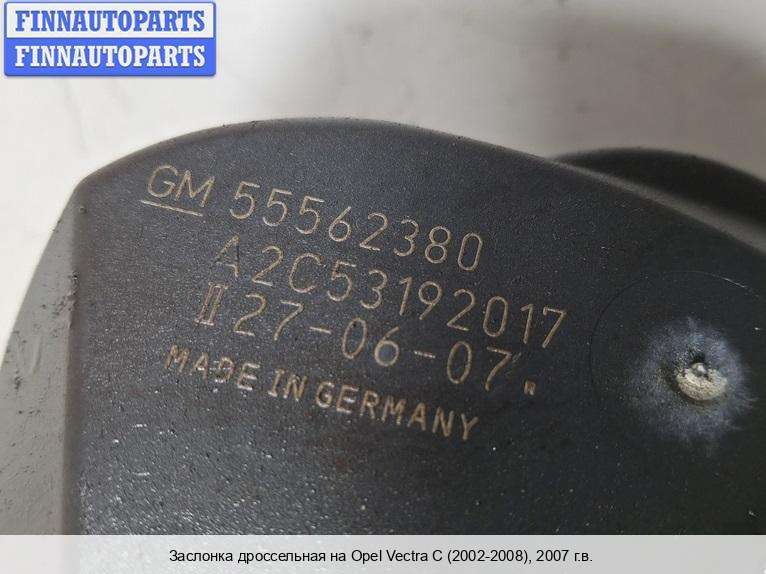 FINNAUTOPARTS
FINNAUTOPARTS
GM 55562380
A2C53192017
II 27-06-07.
MADE IN GERMANY
Заслонка дроссельная на Opel Vectra C (2002-2008), 2007 г.в.